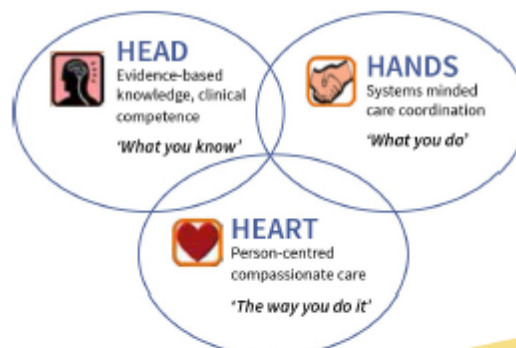 HEAD
Evidence-based
knowledge, clinical
competence
‘What you know’
HANDS
Systems minded
care coordination
‘What you do’
HEART
Person-centred
compassionate care
‘The way you do it’